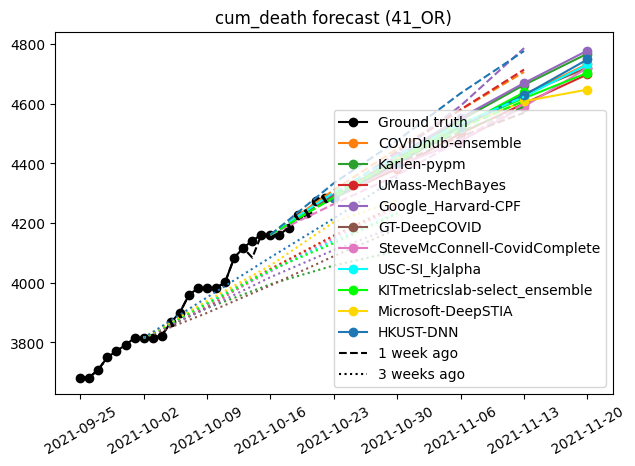 cum_death forecast (41_OR)
4800
4600
4400
4200
4000
3800
Ground truth
COVIDhub-ensemble
Karlen-pypm
UMass-MechBayes
Google_Harvard-CPF
GT-DeepCOVID
SteveMcConnell-CovidComplete
USC-SI_kJalpha
KITmetricslab-select_ensemble
Microsoft-DeepSTIA
HKUST-DNN
1 week ago
3 weeks ago
2021-09-25
2021-10-02
2021-10-09
2021-10-16
2021-10-23
2021-10-30
2021-11-06
2021-11-13
2021-11-20